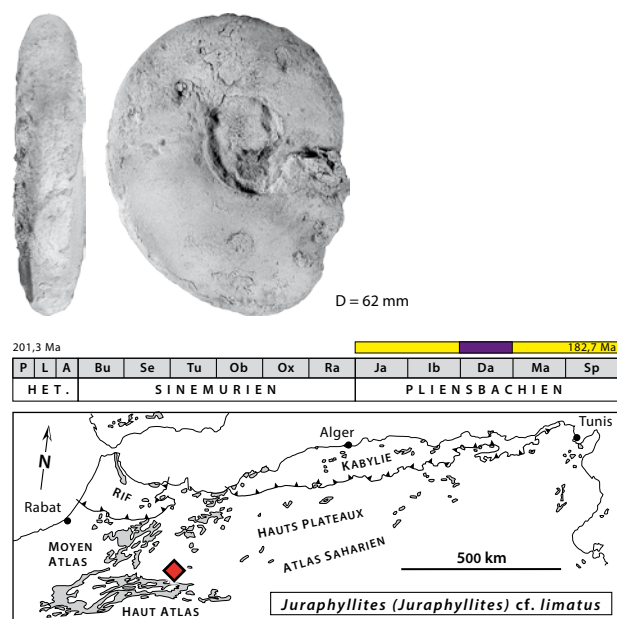 D = 62 mm
201,3 Ma 182,7 Ma
P L A Bu Se Tu Ob Ox Ra Ja Ib Da Ma Sp
HET. SINEMURIEN PLIENSBACHIEN
Tunis
Alger
KABYLIE
N
RIF
Rabat
HAUTS PLATEAUX
MOYEN
ATLAS
ATLAS SAHARIEN
500 km
HAUT ATLAS
Juraphyllites (Juraphyllites) cf. limatus